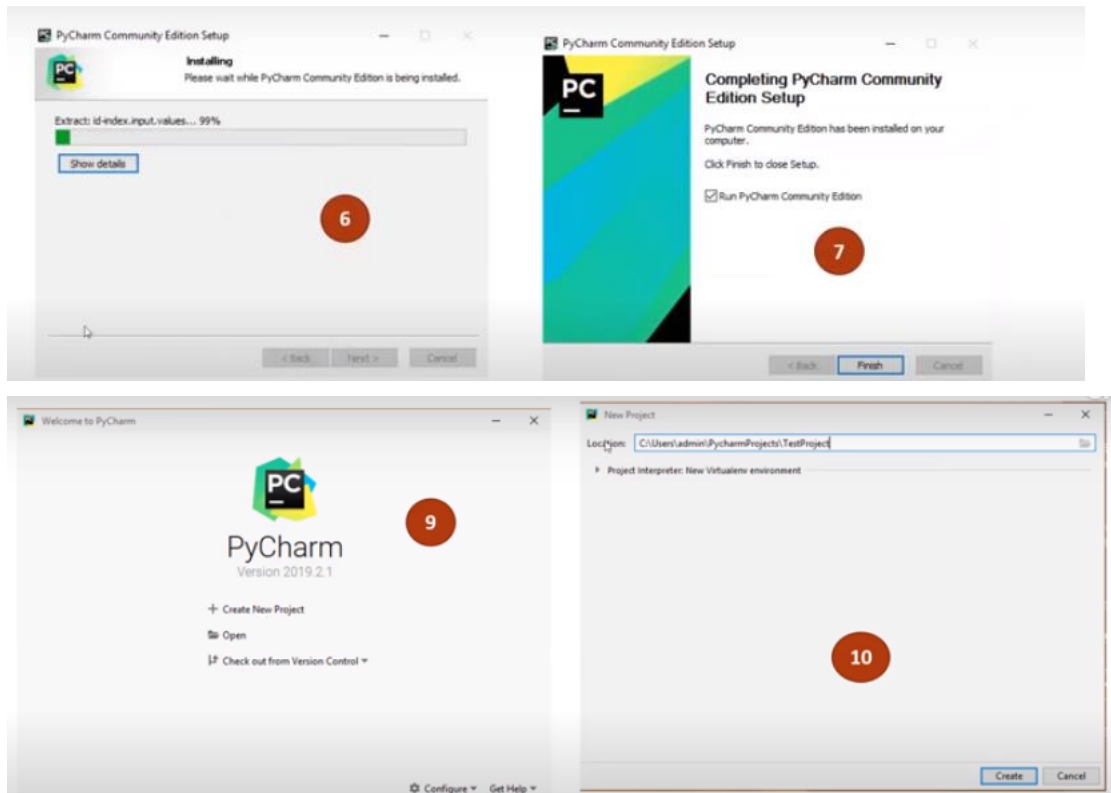 PyCharm Community Edition Setup
Installing
Please wait while PyCharm Community Edition is being installed.
Extract: id-index.input.values... 99%
Show details
6
< Back
Next >
Cancel
PyCharm Community Edition Setup
PC
Completing PyCharm Community
Edition Setup
PyCharm Community Edition has been installed on your
computer.
Click Finish to close Setup.
Run PyCharm Community Edition
7
< Back
Finish
Cancel
Welcome to PyCharm
PC
9
PyCharm
Version 2019.2.1
Create New Project
Open
Check out from Version Control
Configure
Get Help
New Project
Location: C:\Users\admin\PycharmProjects\TestProject
Project Interpreter: New Virtualenv environment
10
Create
Cancel